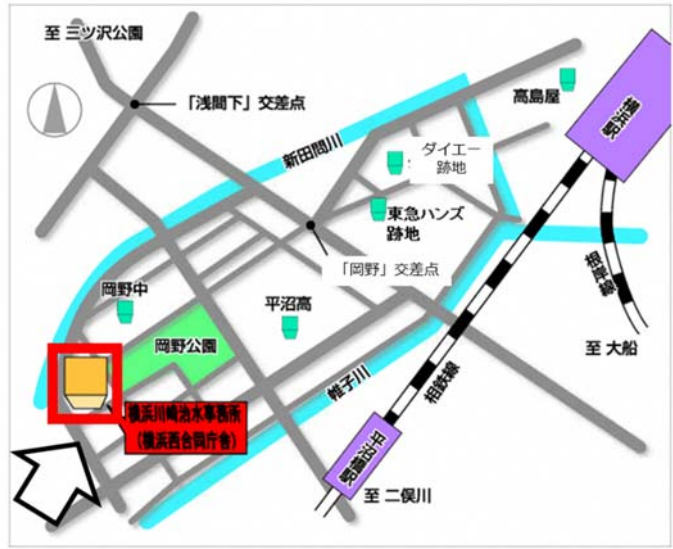 至 三ツ沢公園
「浅間下」交差点
高島屋
横浜駅
新田間川
ダイエー
跡地
東急ハンズ
跡地
「岡野」交差点
根岸線
岡野中
平沼高
岡野公園
至 大船
相鉄線
帷子川
横浜川崎治水事務所
(横浜西合同庁舎)
平沼橋駅
至 二俣川